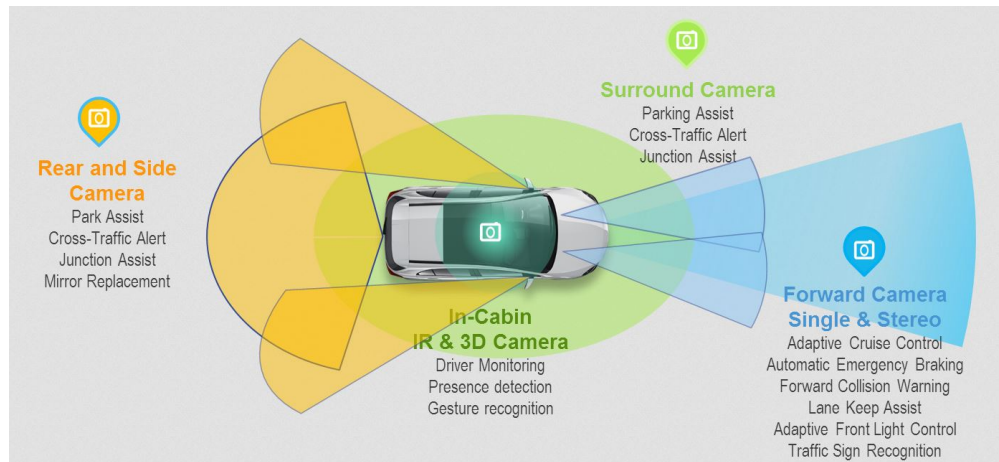 Surround Camera
Parking Assist
Cross-Traffic Alert
Junction Assist
Rear and Side
Camera
Park Assist
Cross-Traffic Alert
Junction Assist
Mirror Replacement
In-Cabin
IR & 3D Camera
Driver Monitoring
Presence detection
Gesture recognition
Forward Camera
Single & Stereo
Adaptive Cruise Control
Automatic Emergency Braking
Forward Collision Warning
Lane Keep Assist
Adaptive Front Light Control
Traffic Sign Recognition